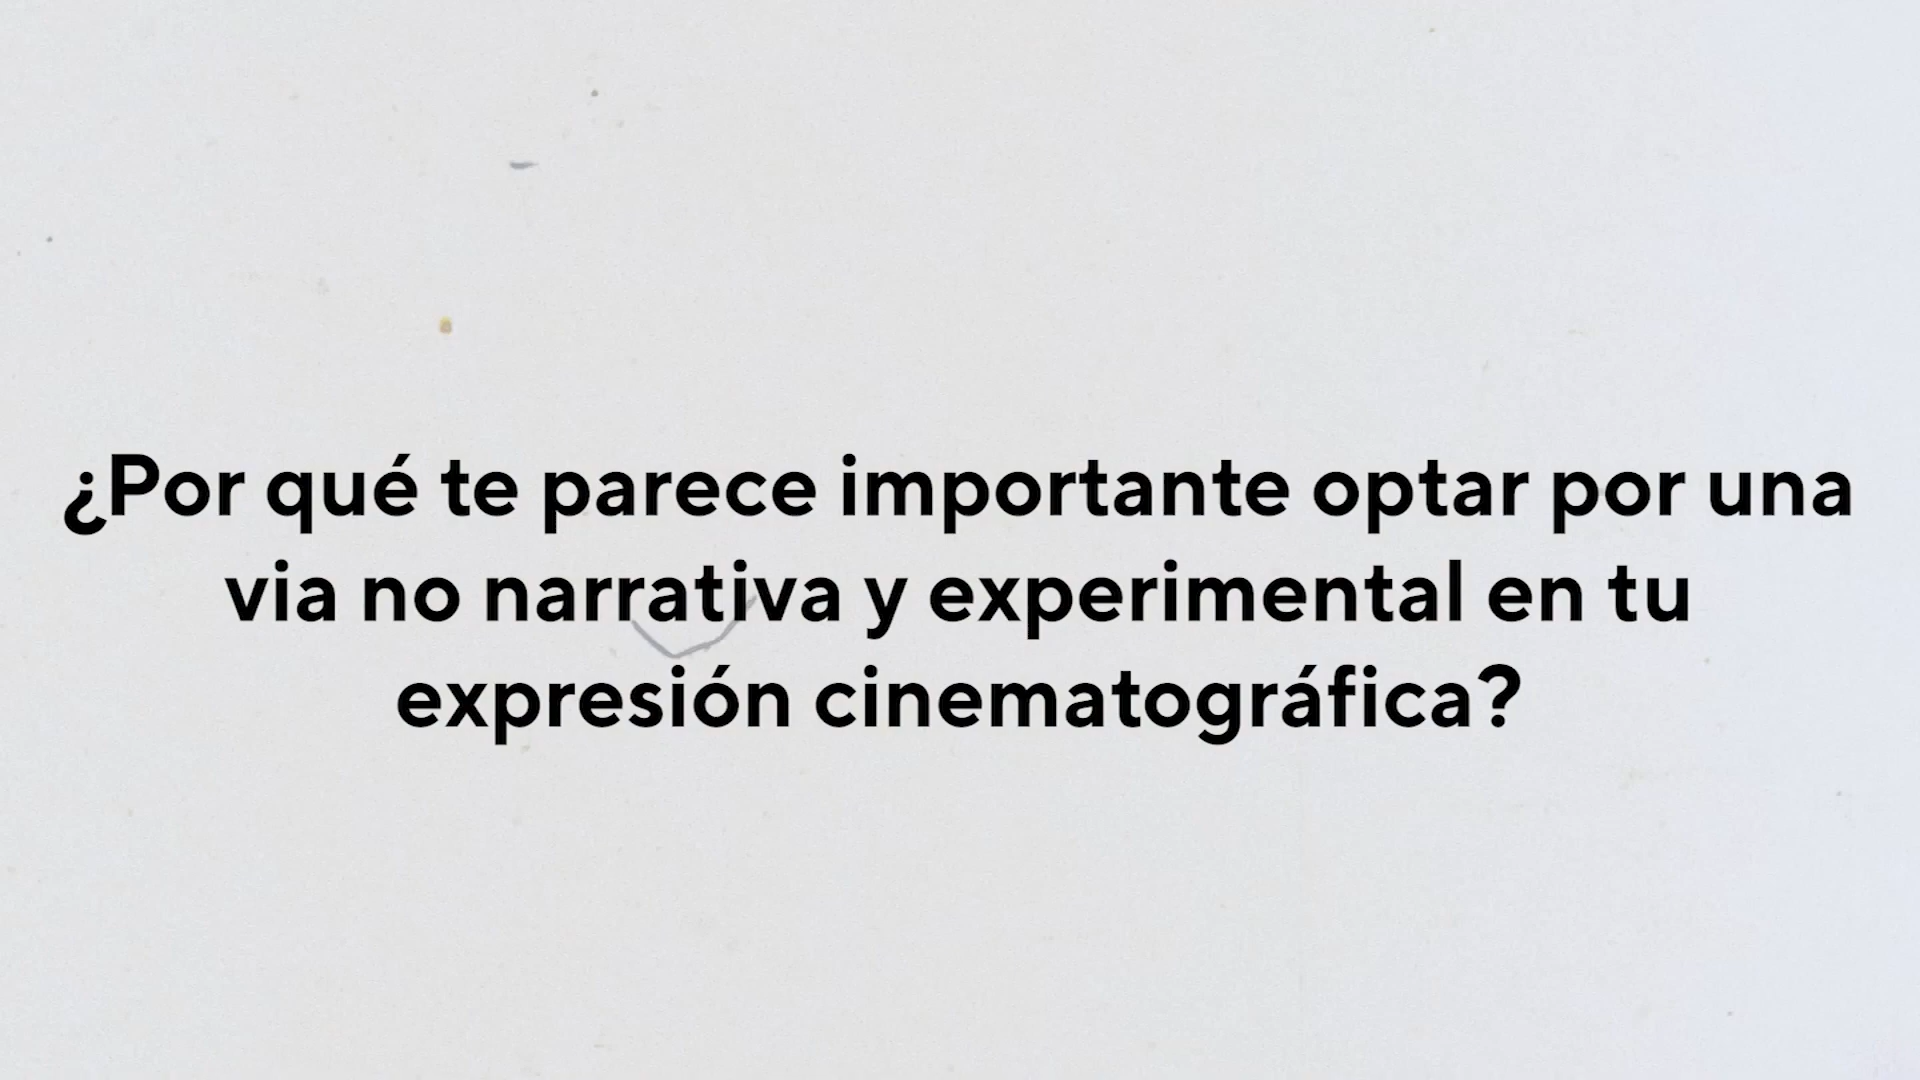 ¿Por qué te parece importante optar por una
via no narrativa y experimental en tu
expresión cinematográfica?